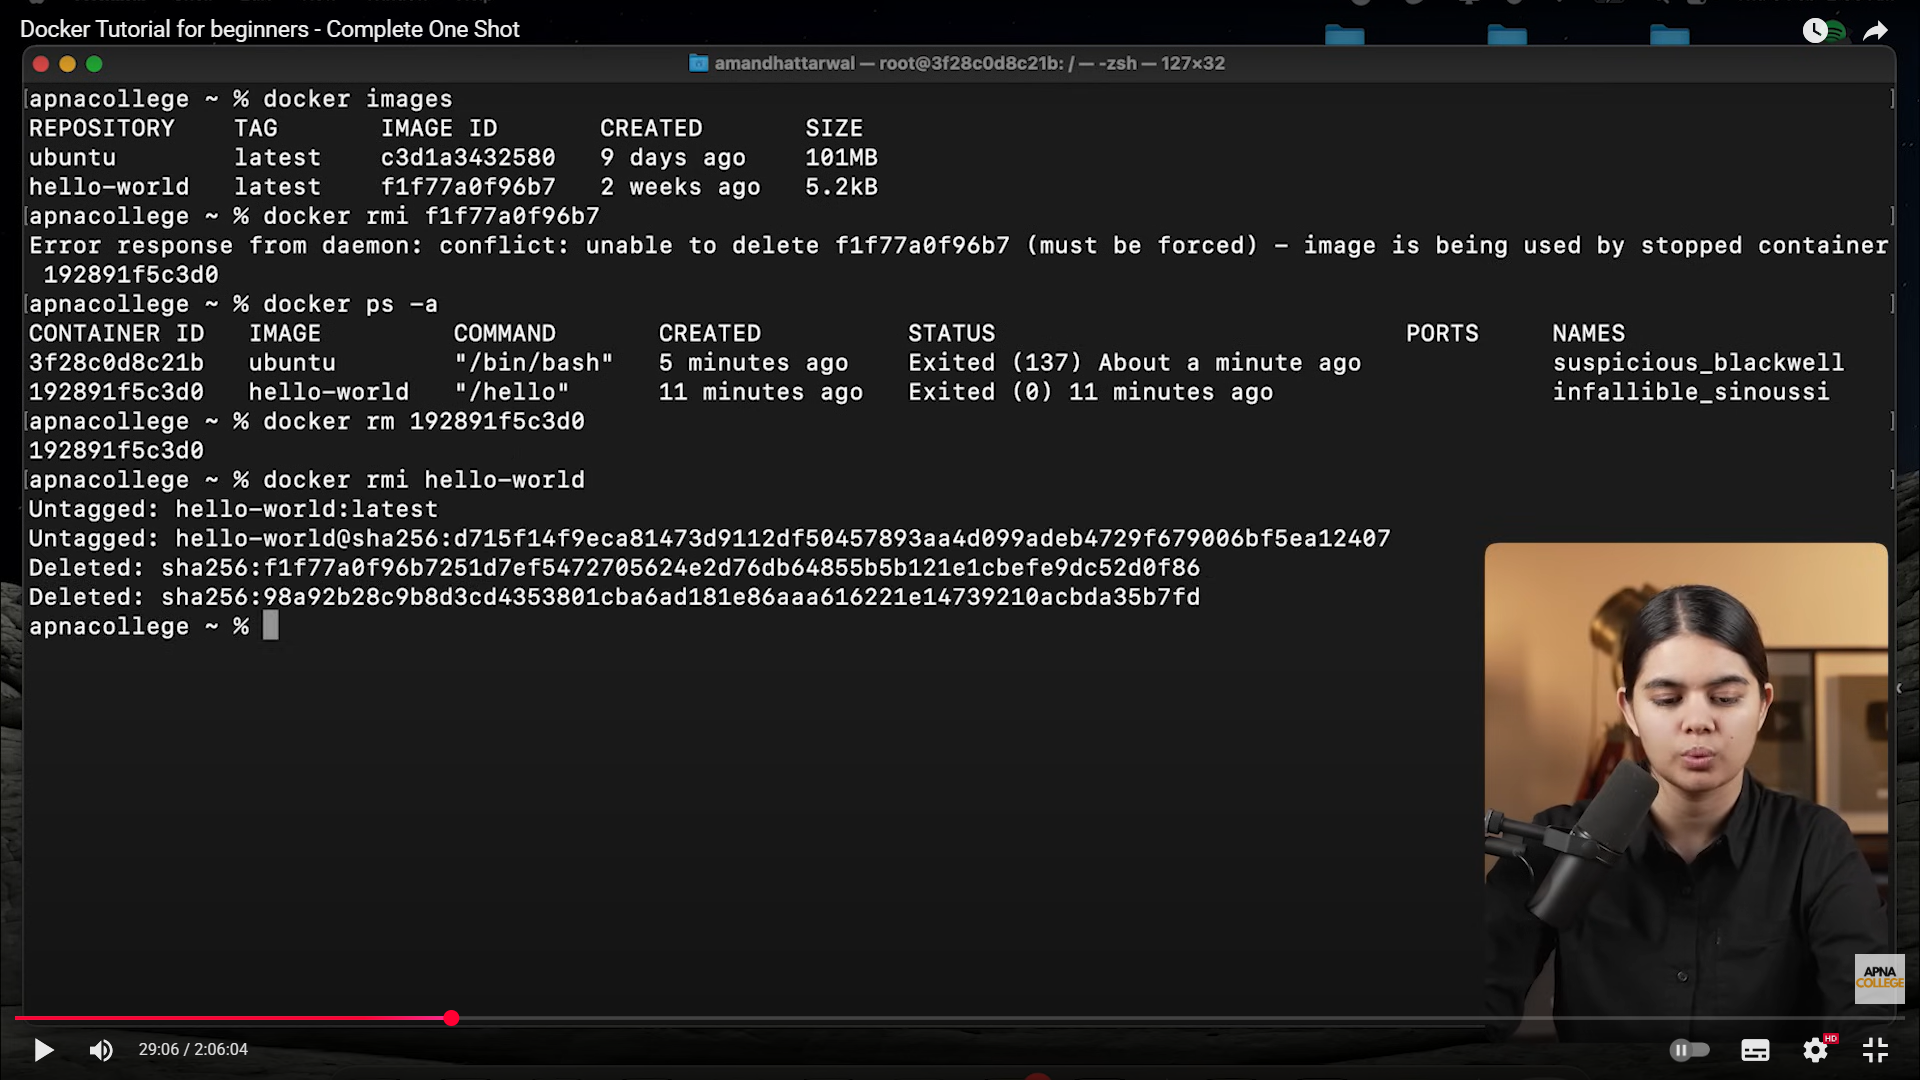 Docker Tutorial for beginners - Complete One Shot
amandhattarwal — root@3f28c0d8c21b: / — -zsh — 127×32
[apnacollege ~ % docker images ]
REPOSITORY TAG IMAGE ID CREATED SIZE
ubuntu latest c3d1a3432580 9 days ago 101MB
hello-world latest f1f77a0f96b7 2 weeks ago 5.2kB
[apnacollege ~ % docker rmi f1f77a0f96b7 ]
Error response from daemon: conflict: unable to delete f1f77a0f96b7 (must be forced) - image is being used by stopped container
192891f5c3d0
[apnacollege ~ % docker ps -a ]
CONTAINER ID IMAGE COMMAND CREATED STATUS PORTS NAMES
3f28c0d8c21b ubuntu "/bin/bash" 5 minutes ago Exited (137) About a minute ago suspicious_blackwell
192891f5c3d0 hello-world "/hello" 11 minutes ago Exited (0) 11 minutes ago infallible_sinoussi
[apnacollege ~ % docker rm 192891f5c3d0 ]
192891f5c3d0
[apnacollege ~ % docker rmi hello-world ]
Untagged: hello-world:latest
Untagged: hello-world@sha256:d715f14f9eca81473d9112df50457893aa4d099adeb4729f679006bf5ea12407
Deleted: sha256:f1f77a0f96b7251d7ef5472705624e2d76db64855b5b121e1cbefe9dc52d0f86
Deleted: sha256:98a92b28c9b8d3cd4353801cba6ad181e86aaa616221e14739210acbda35b7fd
apnacollege ~ %
APNA
COLLEGE
29:06 / 2:06:04
HD